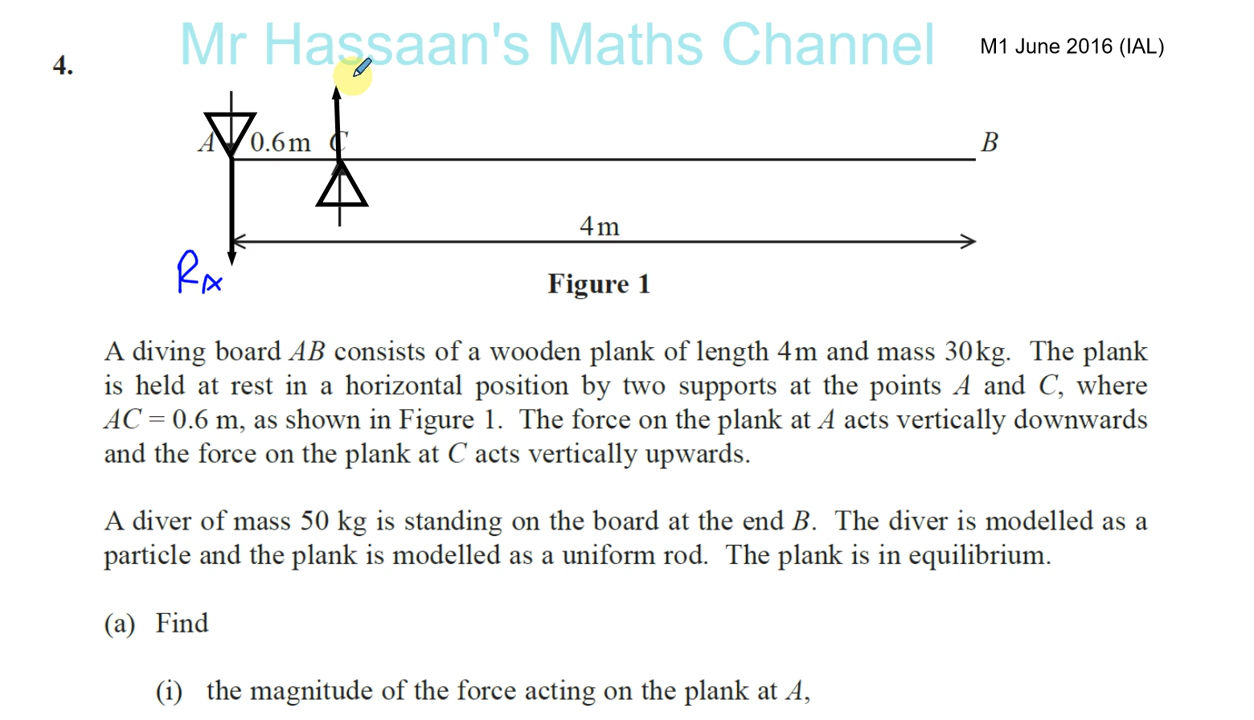 Mr Hassaan's Maths Channel
M1 June 2016 (IAL)
4.
A 0.6 m C B
4 m
R_A
Figure 1
A diving board AB consists of a wooden plank of length 4 m and mass 30 kg. The plank
is held at rest in a horizontal position by two supports at the points A and C, where
AC = 0.6 m, as shown in Figure 1. The force on the plank at A acts vertically downwards
and the force on the plank at C acts vertically upwards.
A diver of mass 50 kg is standing on the board at the end B. The diver is modelled as a
particle and the plank is modelled as a uniform rod. The plank is in equilibrium.
(a) Find
(i) the magnitude of the force acting on the plank at A,